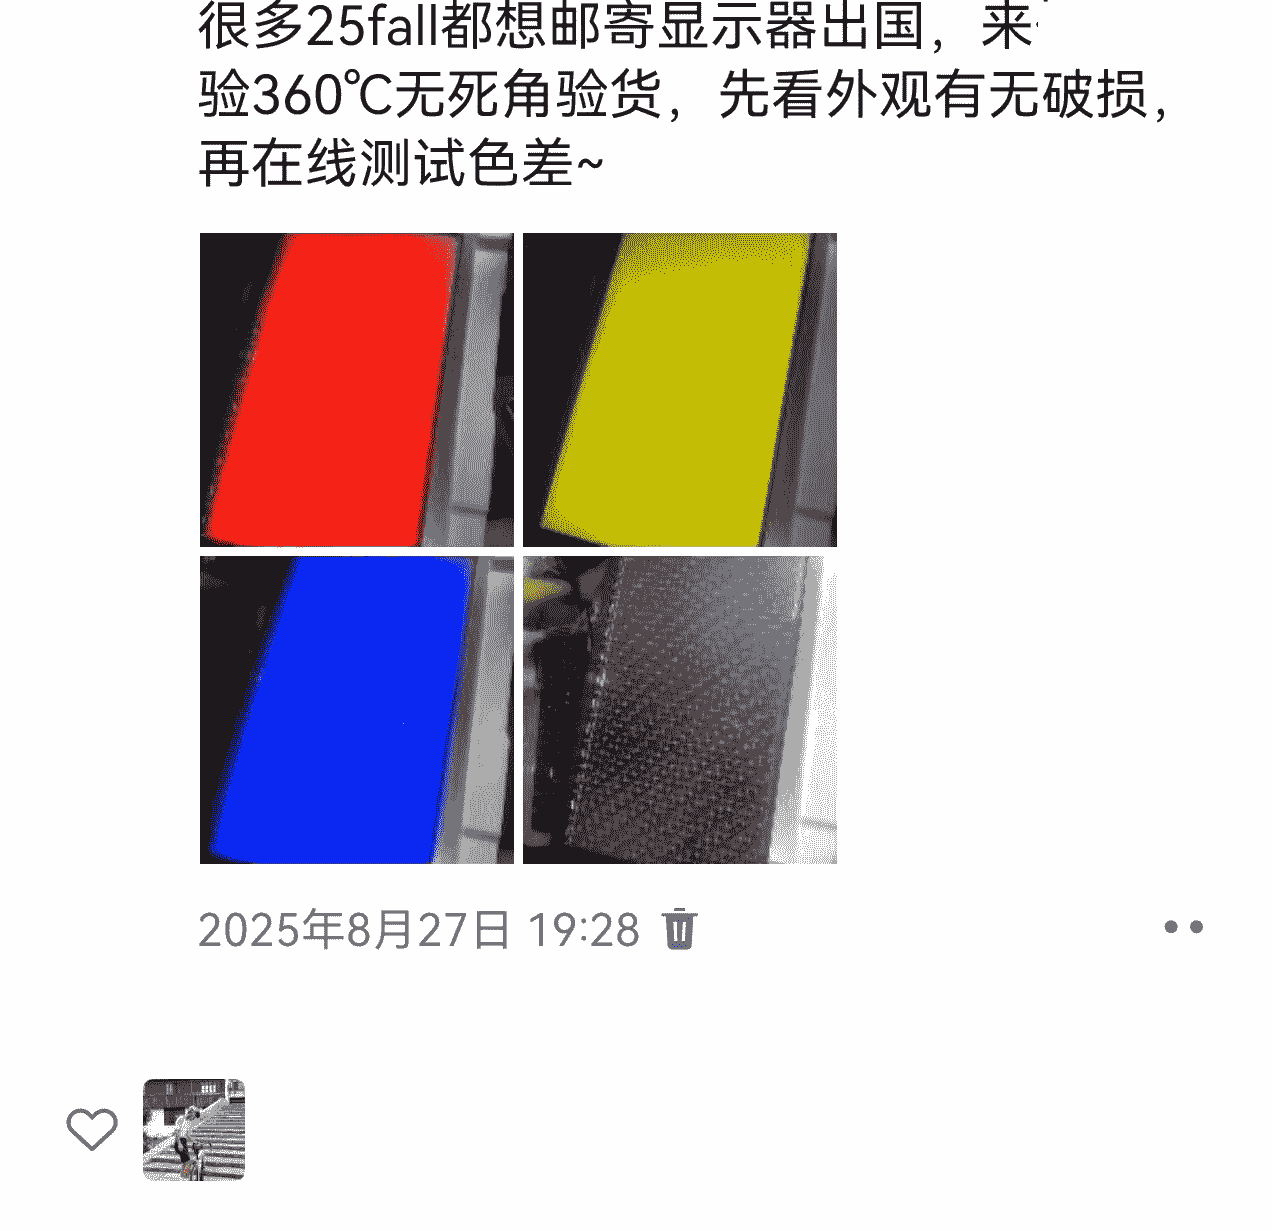 很多25fall都想邮寄显示器出国，来
验360℃无死角验货，先看外观有无破损，
再在线测试色差~
2025年8月27日 19:28